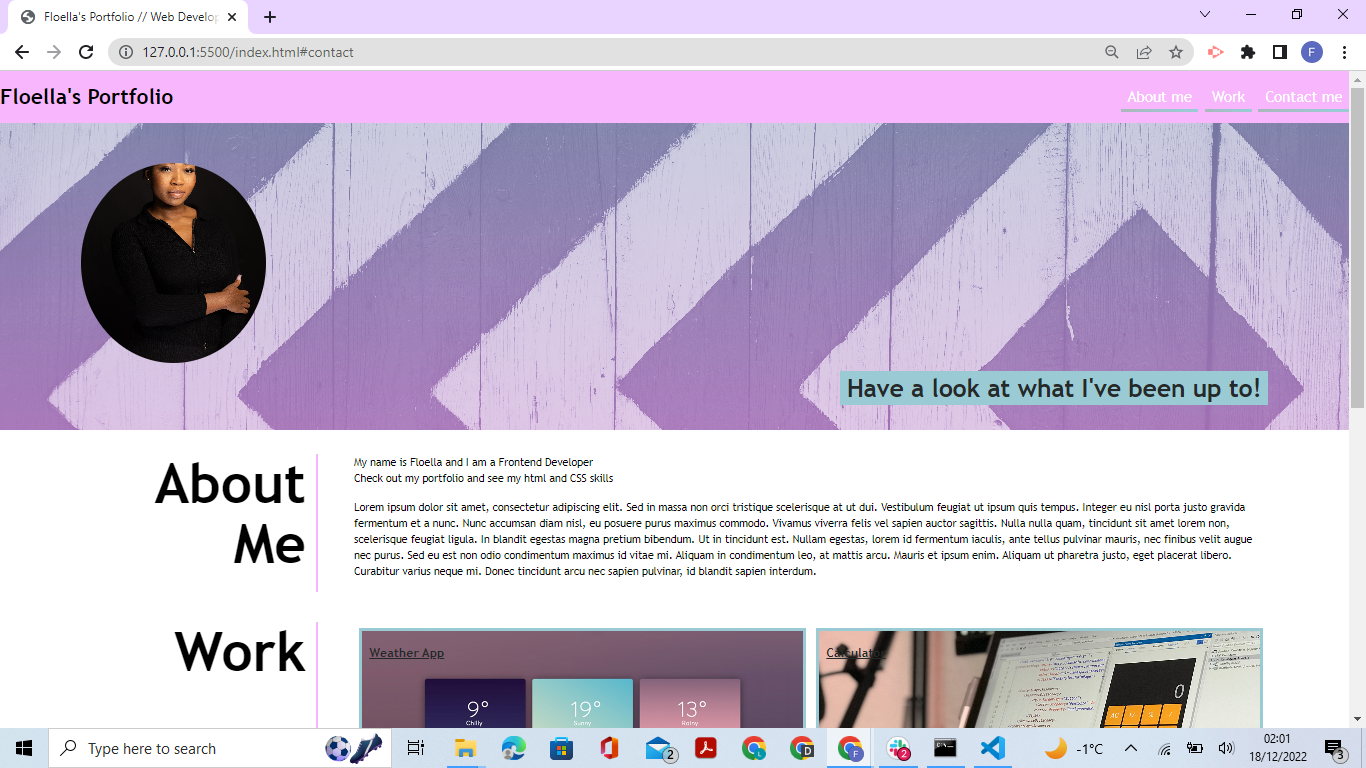 Floella's Portfolio // Web Develop
127.0.0.1:5500/index.html#contact
F
Floella's Portfolio
About me Work Contact me
Have a look at what I've been up to!
About
Me
My name is Floella and I am a Frontend Developer
Check out my portfolio and see my html and CSS skills
Lorem ipsum dolor sit amet, consectetur adipiscing elit. Sed in massa non orci tristique scelerisque at ut dui. Vestibulum feugiat ut ipsum quis tempus. Integer eu nisl porta justo gravida
fermentum et a nunc. Nunc accumsan diam nisl, eu posuere purus maximus commodo. Vivamus viverra felis vel sapien auctor sagittis. Nulla nulla quam, tincidunt sit amet lorem non,
scelerisque feugiat ligula. In blandit egestas magna pretium bibendum. Ut in tincidunt est. Nullam egestas, lorem id fermentum iaculis, ante tellus pulvinar mauris, nec finibus velit augue
nec purus. Sed eu est non odio condimentum maximus id vitae mi. Aliquam in condimentum leo, at mattis arcu. Mauris et ipsum enim. Aliquam ut pharetra justo, eget placerat libero.
Curabitur varius neque mi. Donec tincidunt arcu nec sapien pulvinar, id blandit sapien interdum.
Work
Weather App
9° 19° 13°
Chilly Sunny Rainy
Calculator
0
Type here to search
2
L
D
F
2
-1°C
02:01
18/12/2022
3